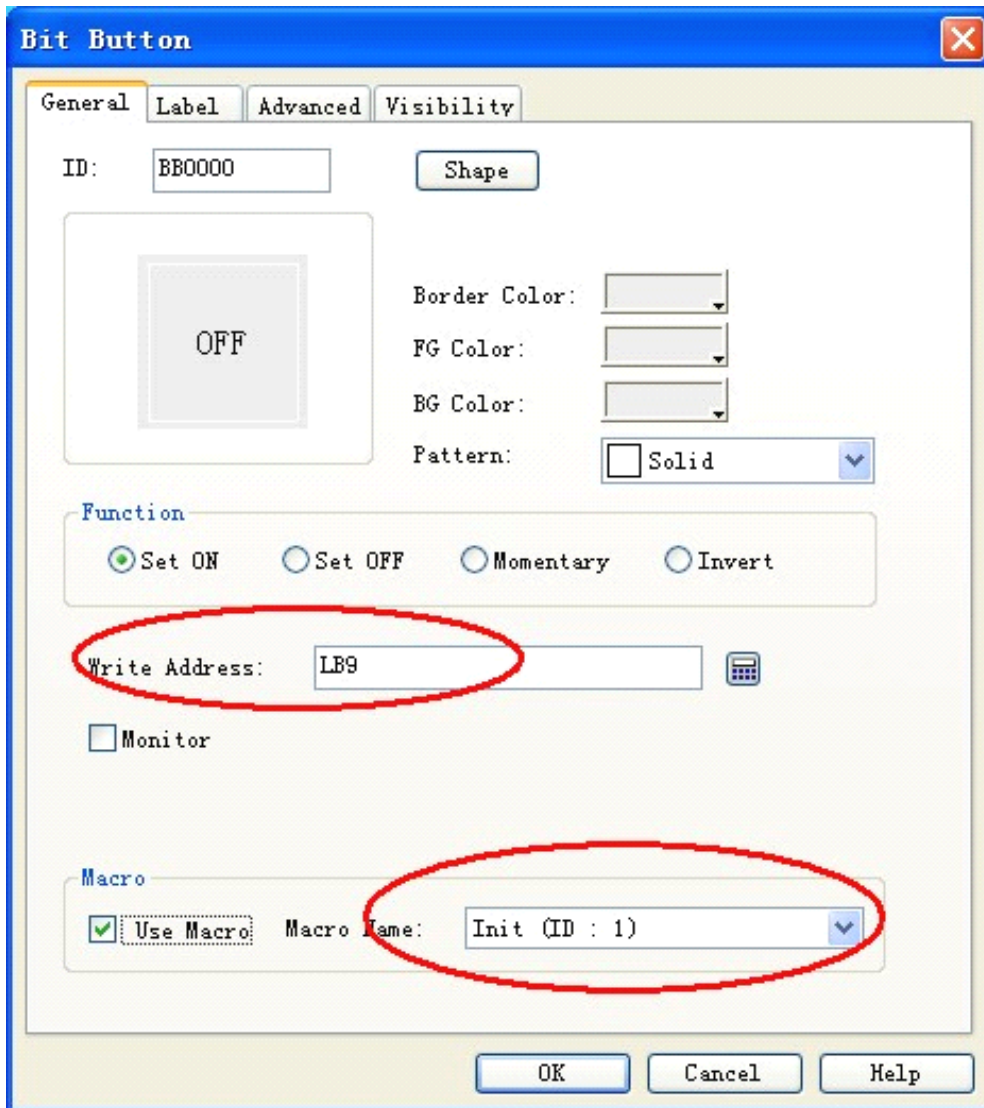 Bit Button
General Label Advanced Visibility
ID: BB0000 Shape
OFF
Border Color:
FG Color:
BG Color:
Pattern: Solid
Function
Set ON Set OFF Momentary Invert
Write Address: LB9
Monitor
Macro
Use Macro Macro Name: Init (ID : 1)
OK Cancel Help